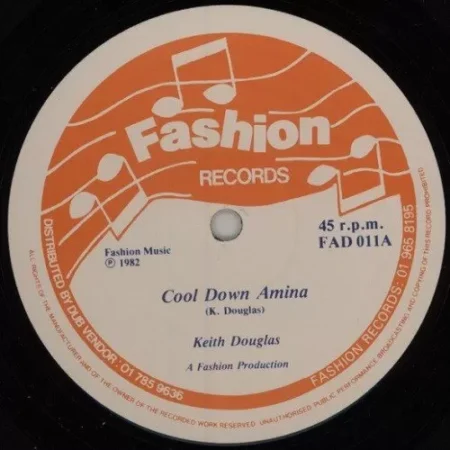 Fashion
RECORDS
45 r.p.m.
FAD 011A
Fashion Music
℗ 1982
Cool Down Amina
(K. Douglas)
Keith Douglas
A Fashion Production
DISTRIBUTED BY DUB VENDOR: 01 785 9636
FASHION RECORDS: 01 965 8195
ALL RIGHTS OF THE MANUFACTURER AND OF THE OWNER OF THE RECORDED WORK RESERVED. UNAUTHORISED PUBLIC PERFORMANCE BROADCASTING AND COPYING OF THIS RECORD PROHIBITED